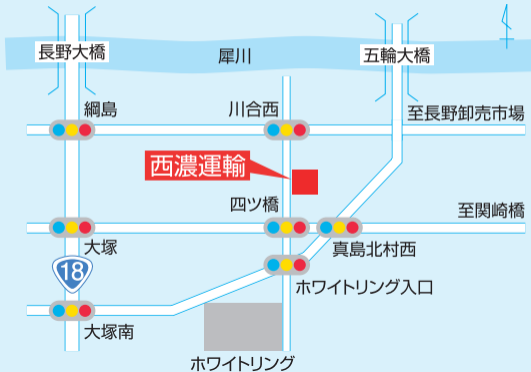 長野大橋
犀川
五輪大橋
綱島
川合西
至長野卸売市場
西濃運輸
四ツ橋
至関崎橋
大塚
真島北村西
18
ホワイトリング入口
大塚南
ホワイトリング